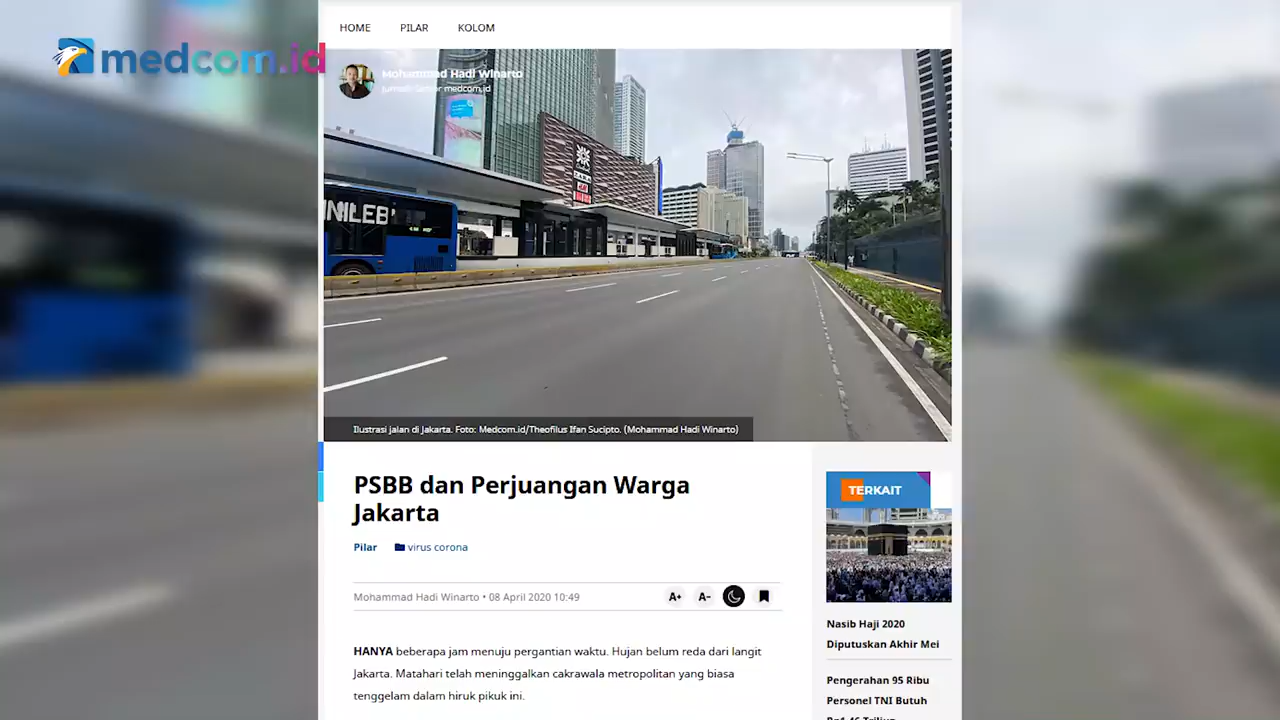 HOME PILAR KOLOM
medcom.id
Mohammad Hadi Winarto
medcom.id
Ilustrasi jalan di Jakarta. Foto: Medcom.id/Theofilus Ifan Sucipto. (Mohammad Hadi Winarto)
PSBB dan Perjuangan Warga
Jakarta
Pilar virus corona
Mohammad Hadi Winarto • 08 April 2020 10:49
A+ A-
HANYA beberapa jam menuju pergantian waktu. Hujan belum reda dari langit
Jakarta. Matahari telah meninggalkan cakrawala metropolitan yang biasa
tenggelam dalam hiruk pikuk ini.
TERKAIT
Nasib Haji 2020
Diputuskan Akhir Mei
Pengerahan 95 Ribu
Personel TNI Butuh